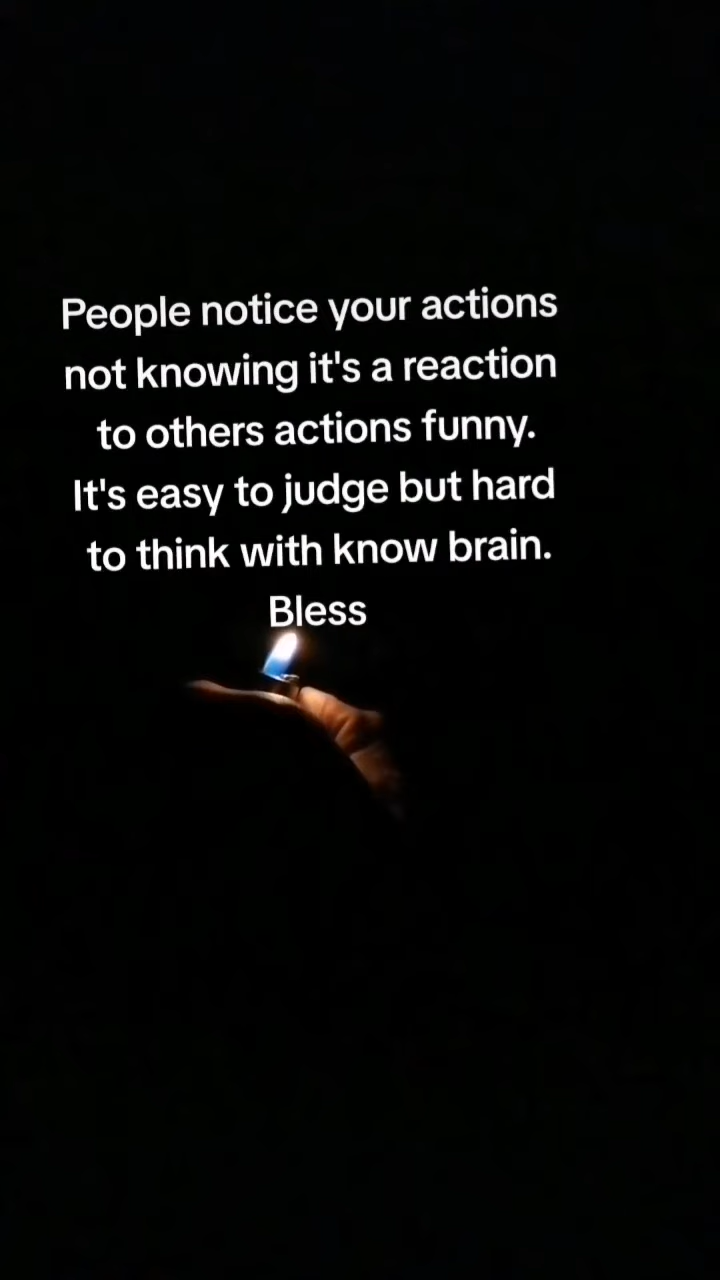 People notice your actions
not knowing it's a reaction
to others actions funny.
It's easy to judge but hard
to think with know brain.
Bless